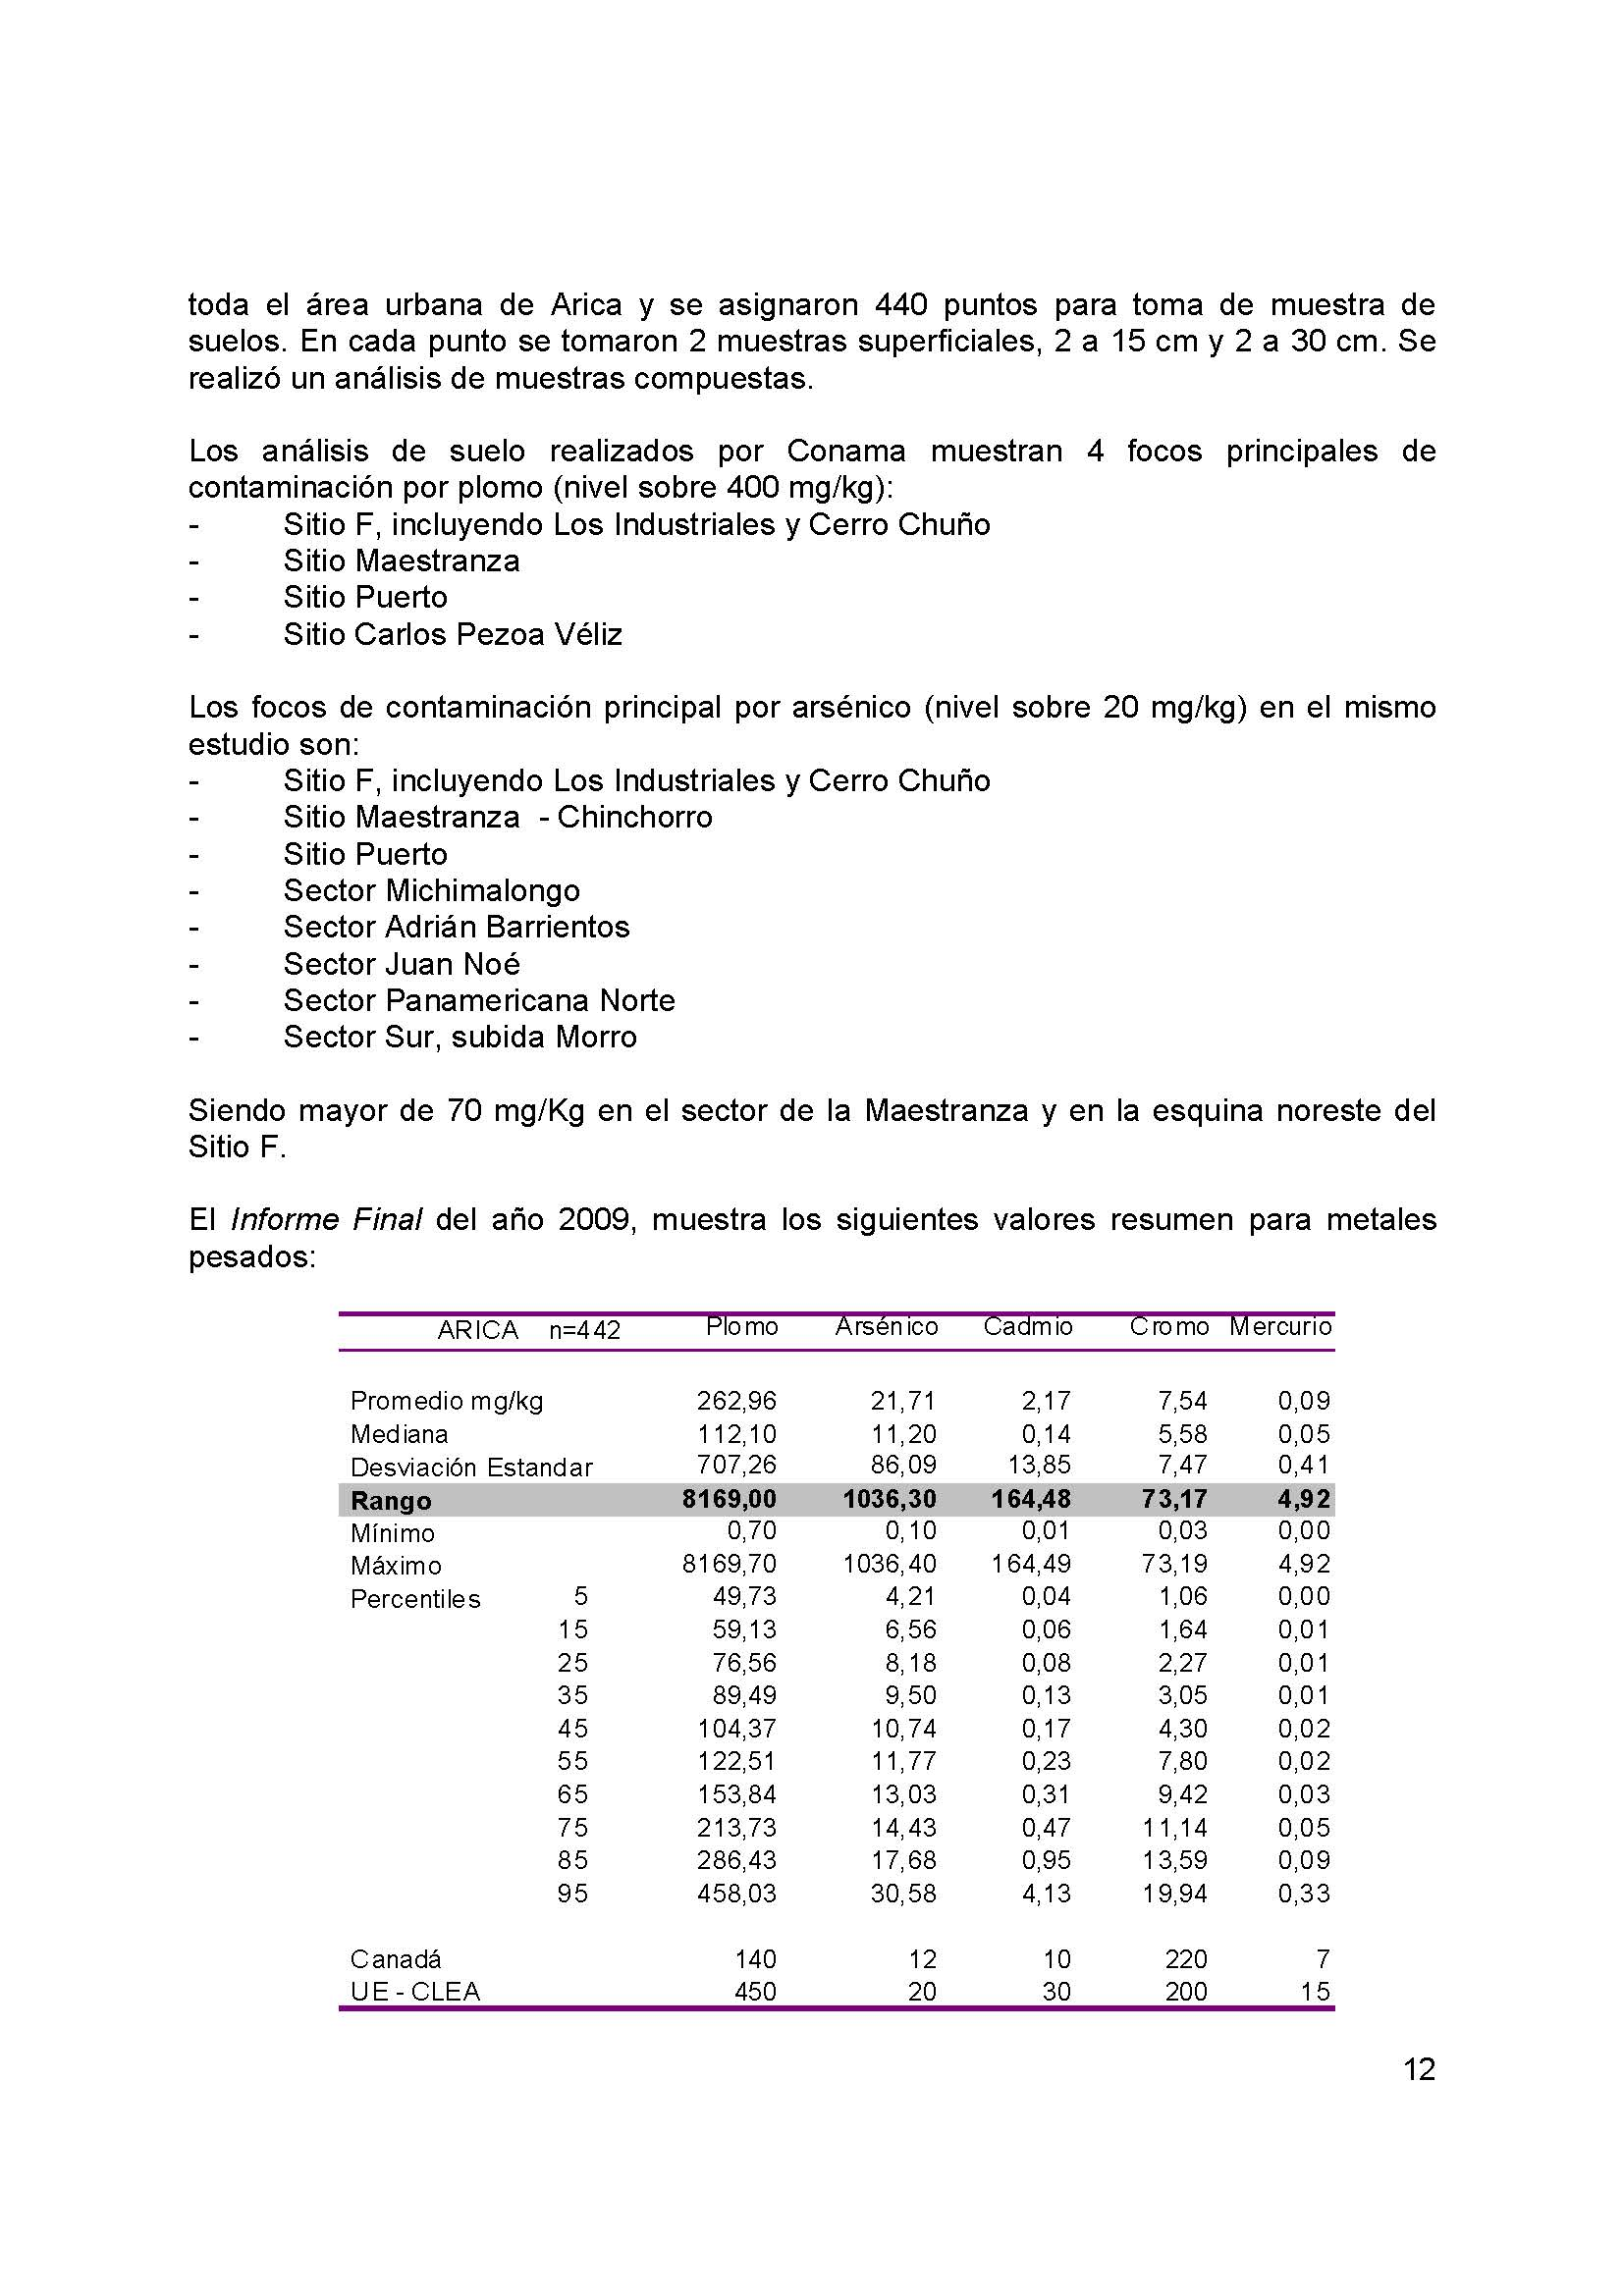 toda el área urbana de Arica y se asignaron 440 puntos para toma de muestra de
suelos. En cada punto se tomaron 2 muestras superficiales, 2 a 15 cm y 2 a 30 cm. Se
realizó un análisis de muestras compuestas.
Los análisis de suelo realizados por Conama muestran 4 focos principales de
contaminación por plomo (nivel sobre 400 mg/kg):
- Sitio F, incluyendo Los Industriales y Cerro Chuño
- Sitio Maestranza
- Sitio Puerto
- Sitio Carlos Pezoa Véliz
Los focos de contaminación principal por arsénico (nivel sobre 20 mg/kg) en el mismo
estudio son:
- Sitio F, incluyendo Los Industriales y Cerro Chuño
- Sitio Maestranza - Chinchorro
- Sitio Puerto
- Sector Michimalongo
- Sector Adrián Barrientos
- Sector Juan Noé
- Sector Panamericana Norte
- Sector Sur, subida Morro
Siendo mayor de 70 mg/Kg en el sector de la Maestranza y en la esquina noreste del
Sitio F.
El Informe Final del año 2009, muestra los siguientes valores resumen para metales
pesados:
ARICA n=442 Plomo Arsénico Cadmio Cromo Mercurio
Promedio mg/kg 262,96 21,71 2,17 7,54 0,09
Mediana 112,10 11,20 0,14 5,58 0,05
Desviación Estandar 707,26 86,09 13,85 7,47 0,41
Rango 8169,00 1036,30 164,48 73,17 4,92
Mínimo 0,70 0,10 0,01 0,03 0,00
Máximo 8169,70 1036,40 164,49 73,19 4,92
Percentiles 5 49,73 4,21 0,04 1,06 0,00
15 59,13 6,56 0,06 1,64 0,01
25 76,56 8,18 0,08 2,27 0,01
35 89,49 9,50 0,13 3,05 0,01
45 104,37 10,74 0,17 4,30 0,02
55 122,51 11,77 0,23 7,80 0,02
65 153,84 13,03 0,31 9,42 0,03
75 213,73 14,43 0,47 11,14 0,05
85 286,43 17,68 0,95 13,59 0,09
95 458,03 30,58 4,13 19,94 0,33
Canadá 140 12 10 220 7
UE - CLEA 450 20 30 200 15
12